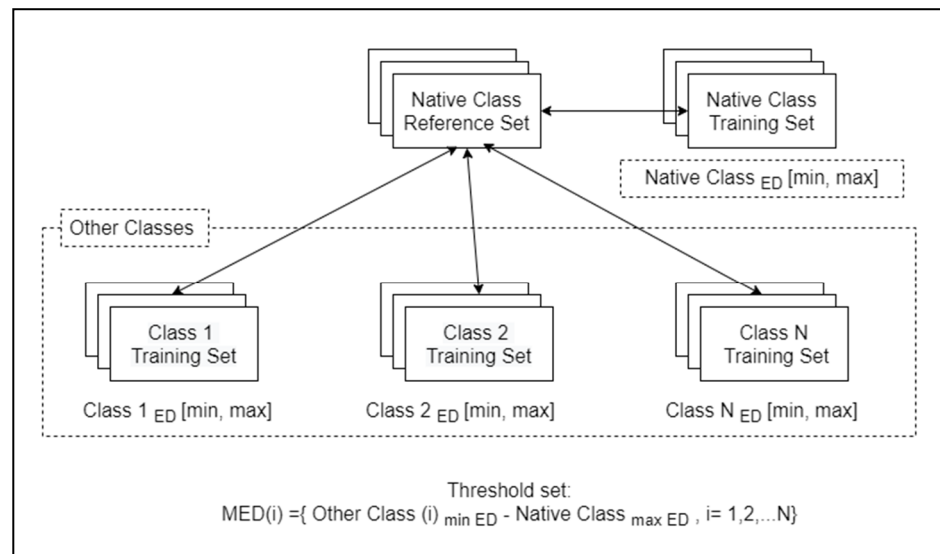 Native Class
Reference Set
Native Class
Training Set
Native Class ED [min, max]
Other Classes
Class 1
Training Set
Class 2
Training Set
Class N
Training Set
Class 1 ED [min, max]
Class 2 ED [min, max]
Class N ED [min, max]
Threshold set:
MED(i) ={ Other Class (i) min ED - Native Class max ED , i= 1,2,...N}